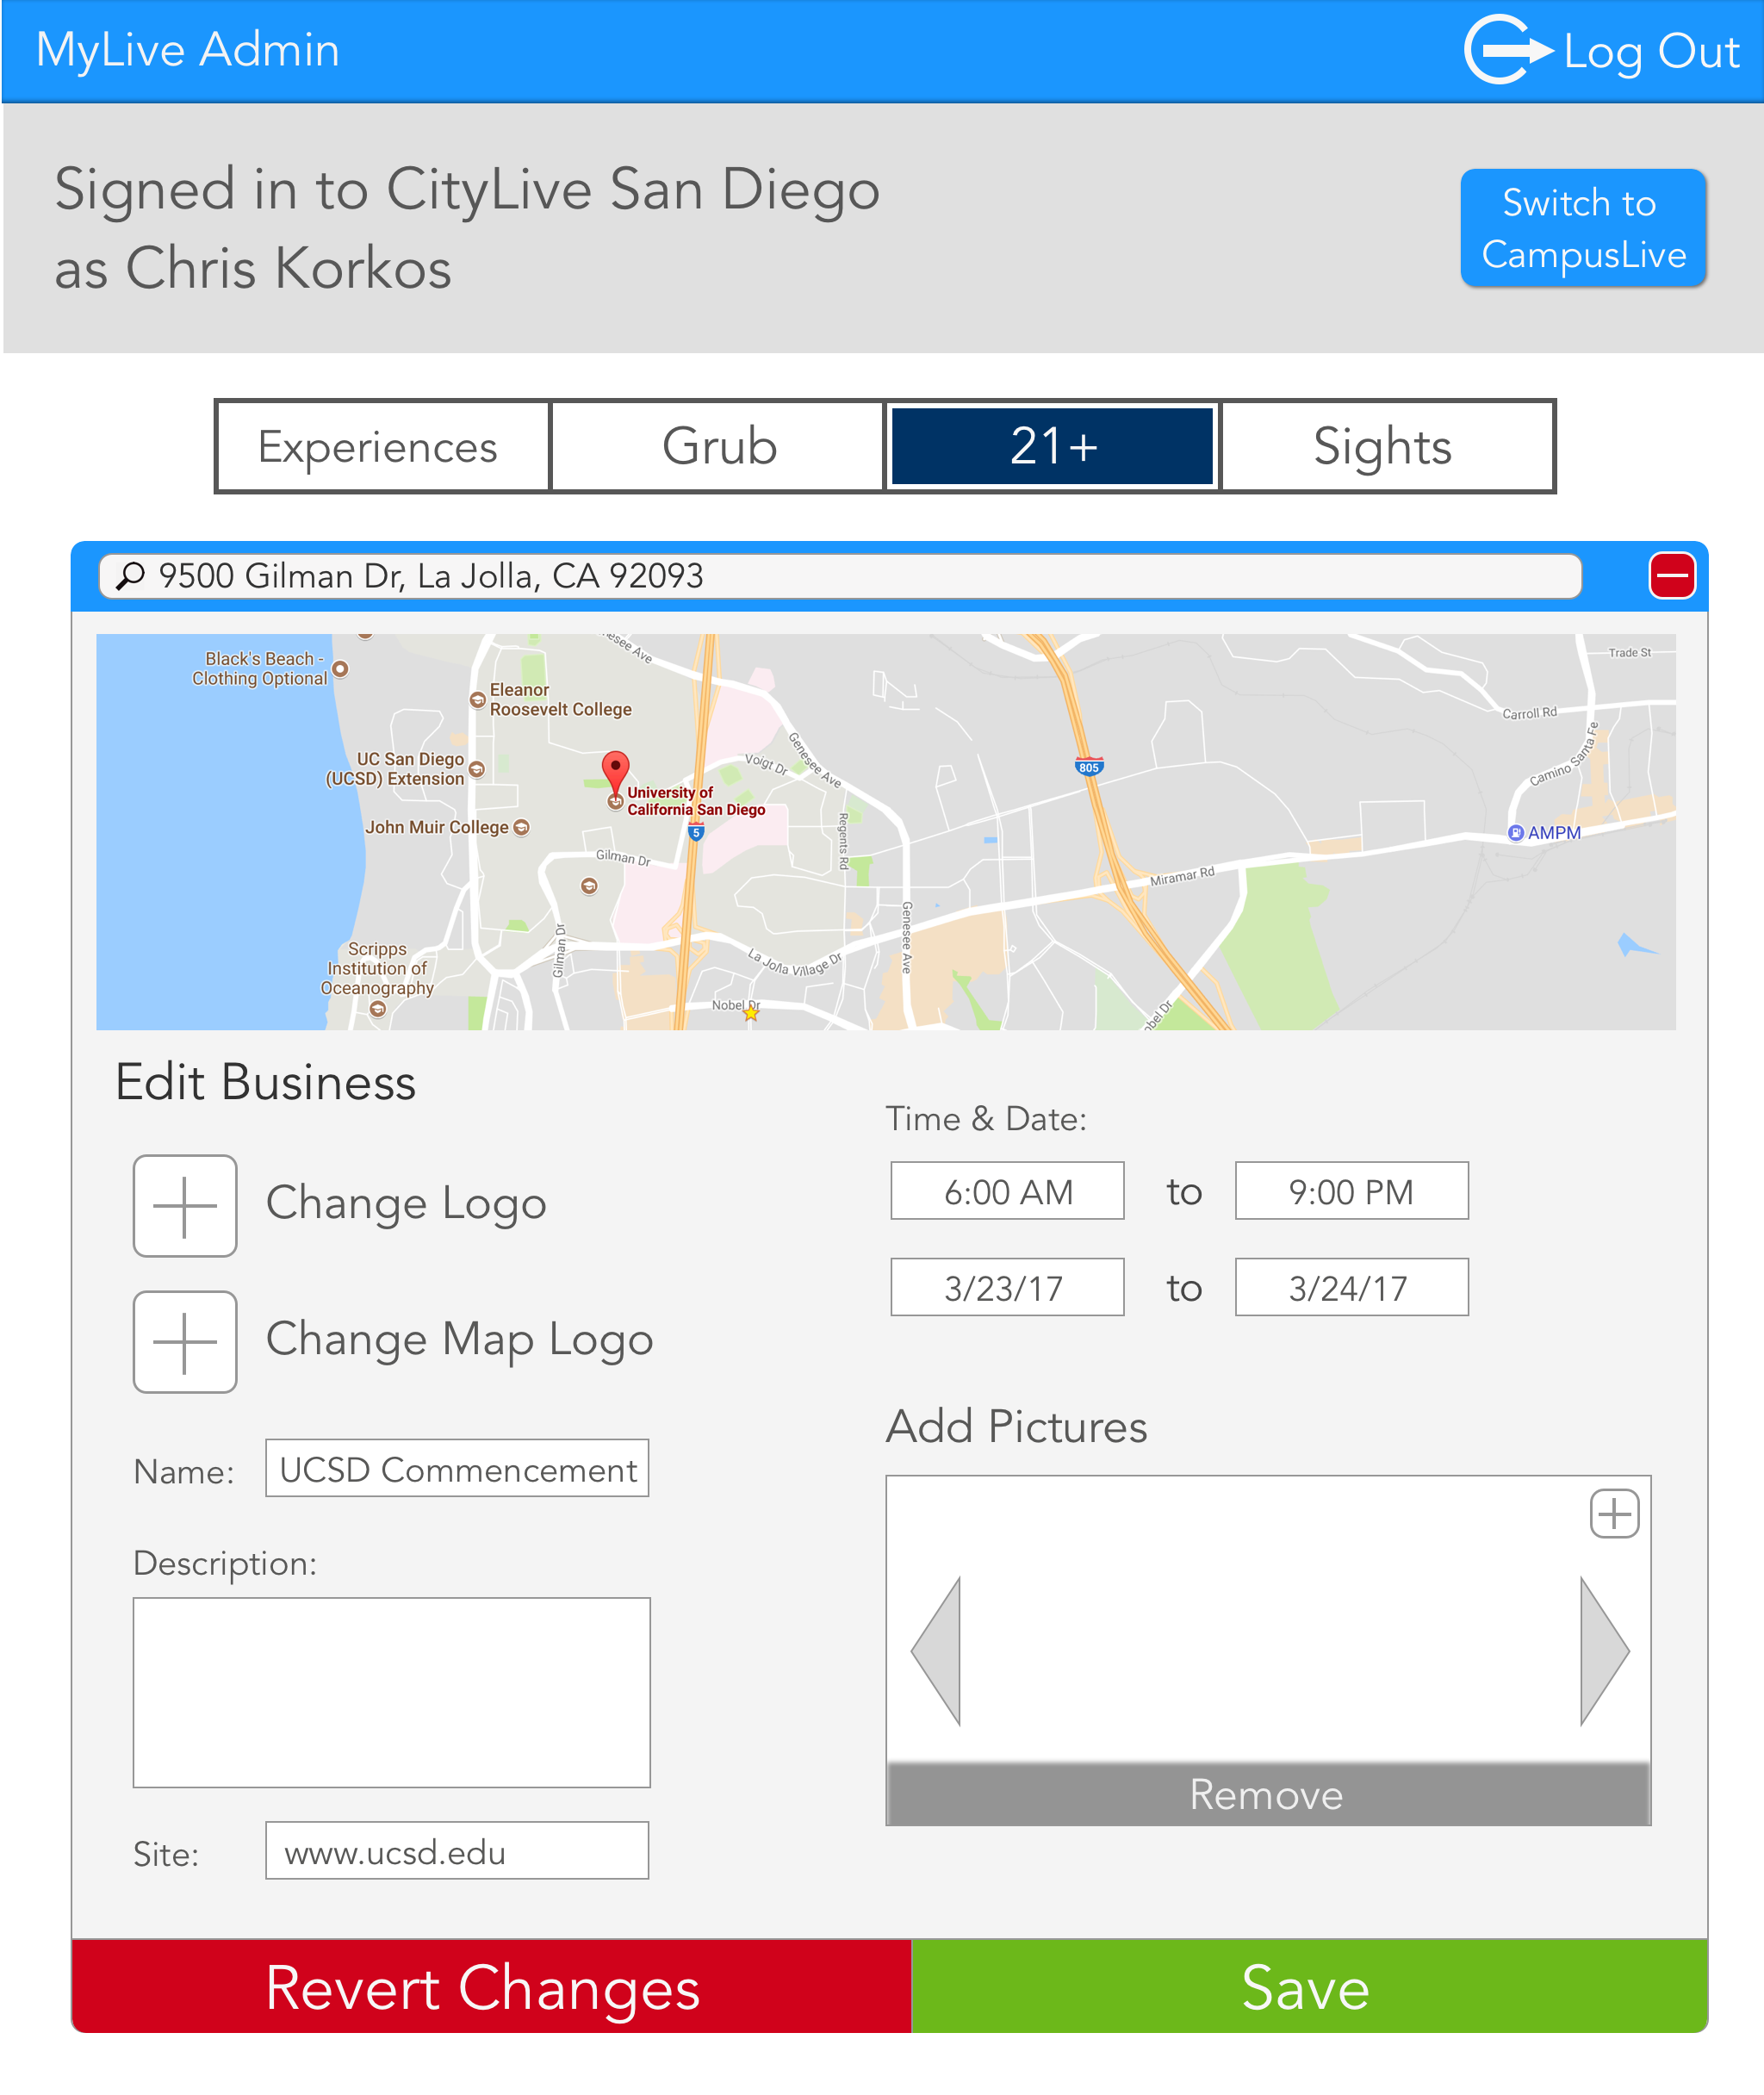 MyLive Admin
Log Out
Signed in to CityLive San Diego
as Chris Korkos
Switch to
CampusLive
Experiences
Grub
21+
Sights
9500 Gilman Dr, La Jolla, CA 92093
Black's Beach -
Clothing Optional
Eleanor
Roosevelt College
UC San Diego
(UCSD) Extension
John Muir College
University of
California San Diego
Scripps
Institution of
Oceanography
Gilman Dr
Gilman Dr
Voigt Dr
Genesee Ave
Genesee Ave
Regents Rd
La Jolla Village Dr
Nobel Dr
5
805
Miramar Rd
Trade St
Carroll Rd
Camino Santa Fe
AMPM
Edit Business
Change Logo
Change Map Logo
Name:
UCSD Commencement
Description:
Site:
www.ucsd.edu
Time & Date:
6:00 AM
to
9:00 PM
3/23/17
to
3/24/17
Add Pictures
Remove
Revert Changes
Save